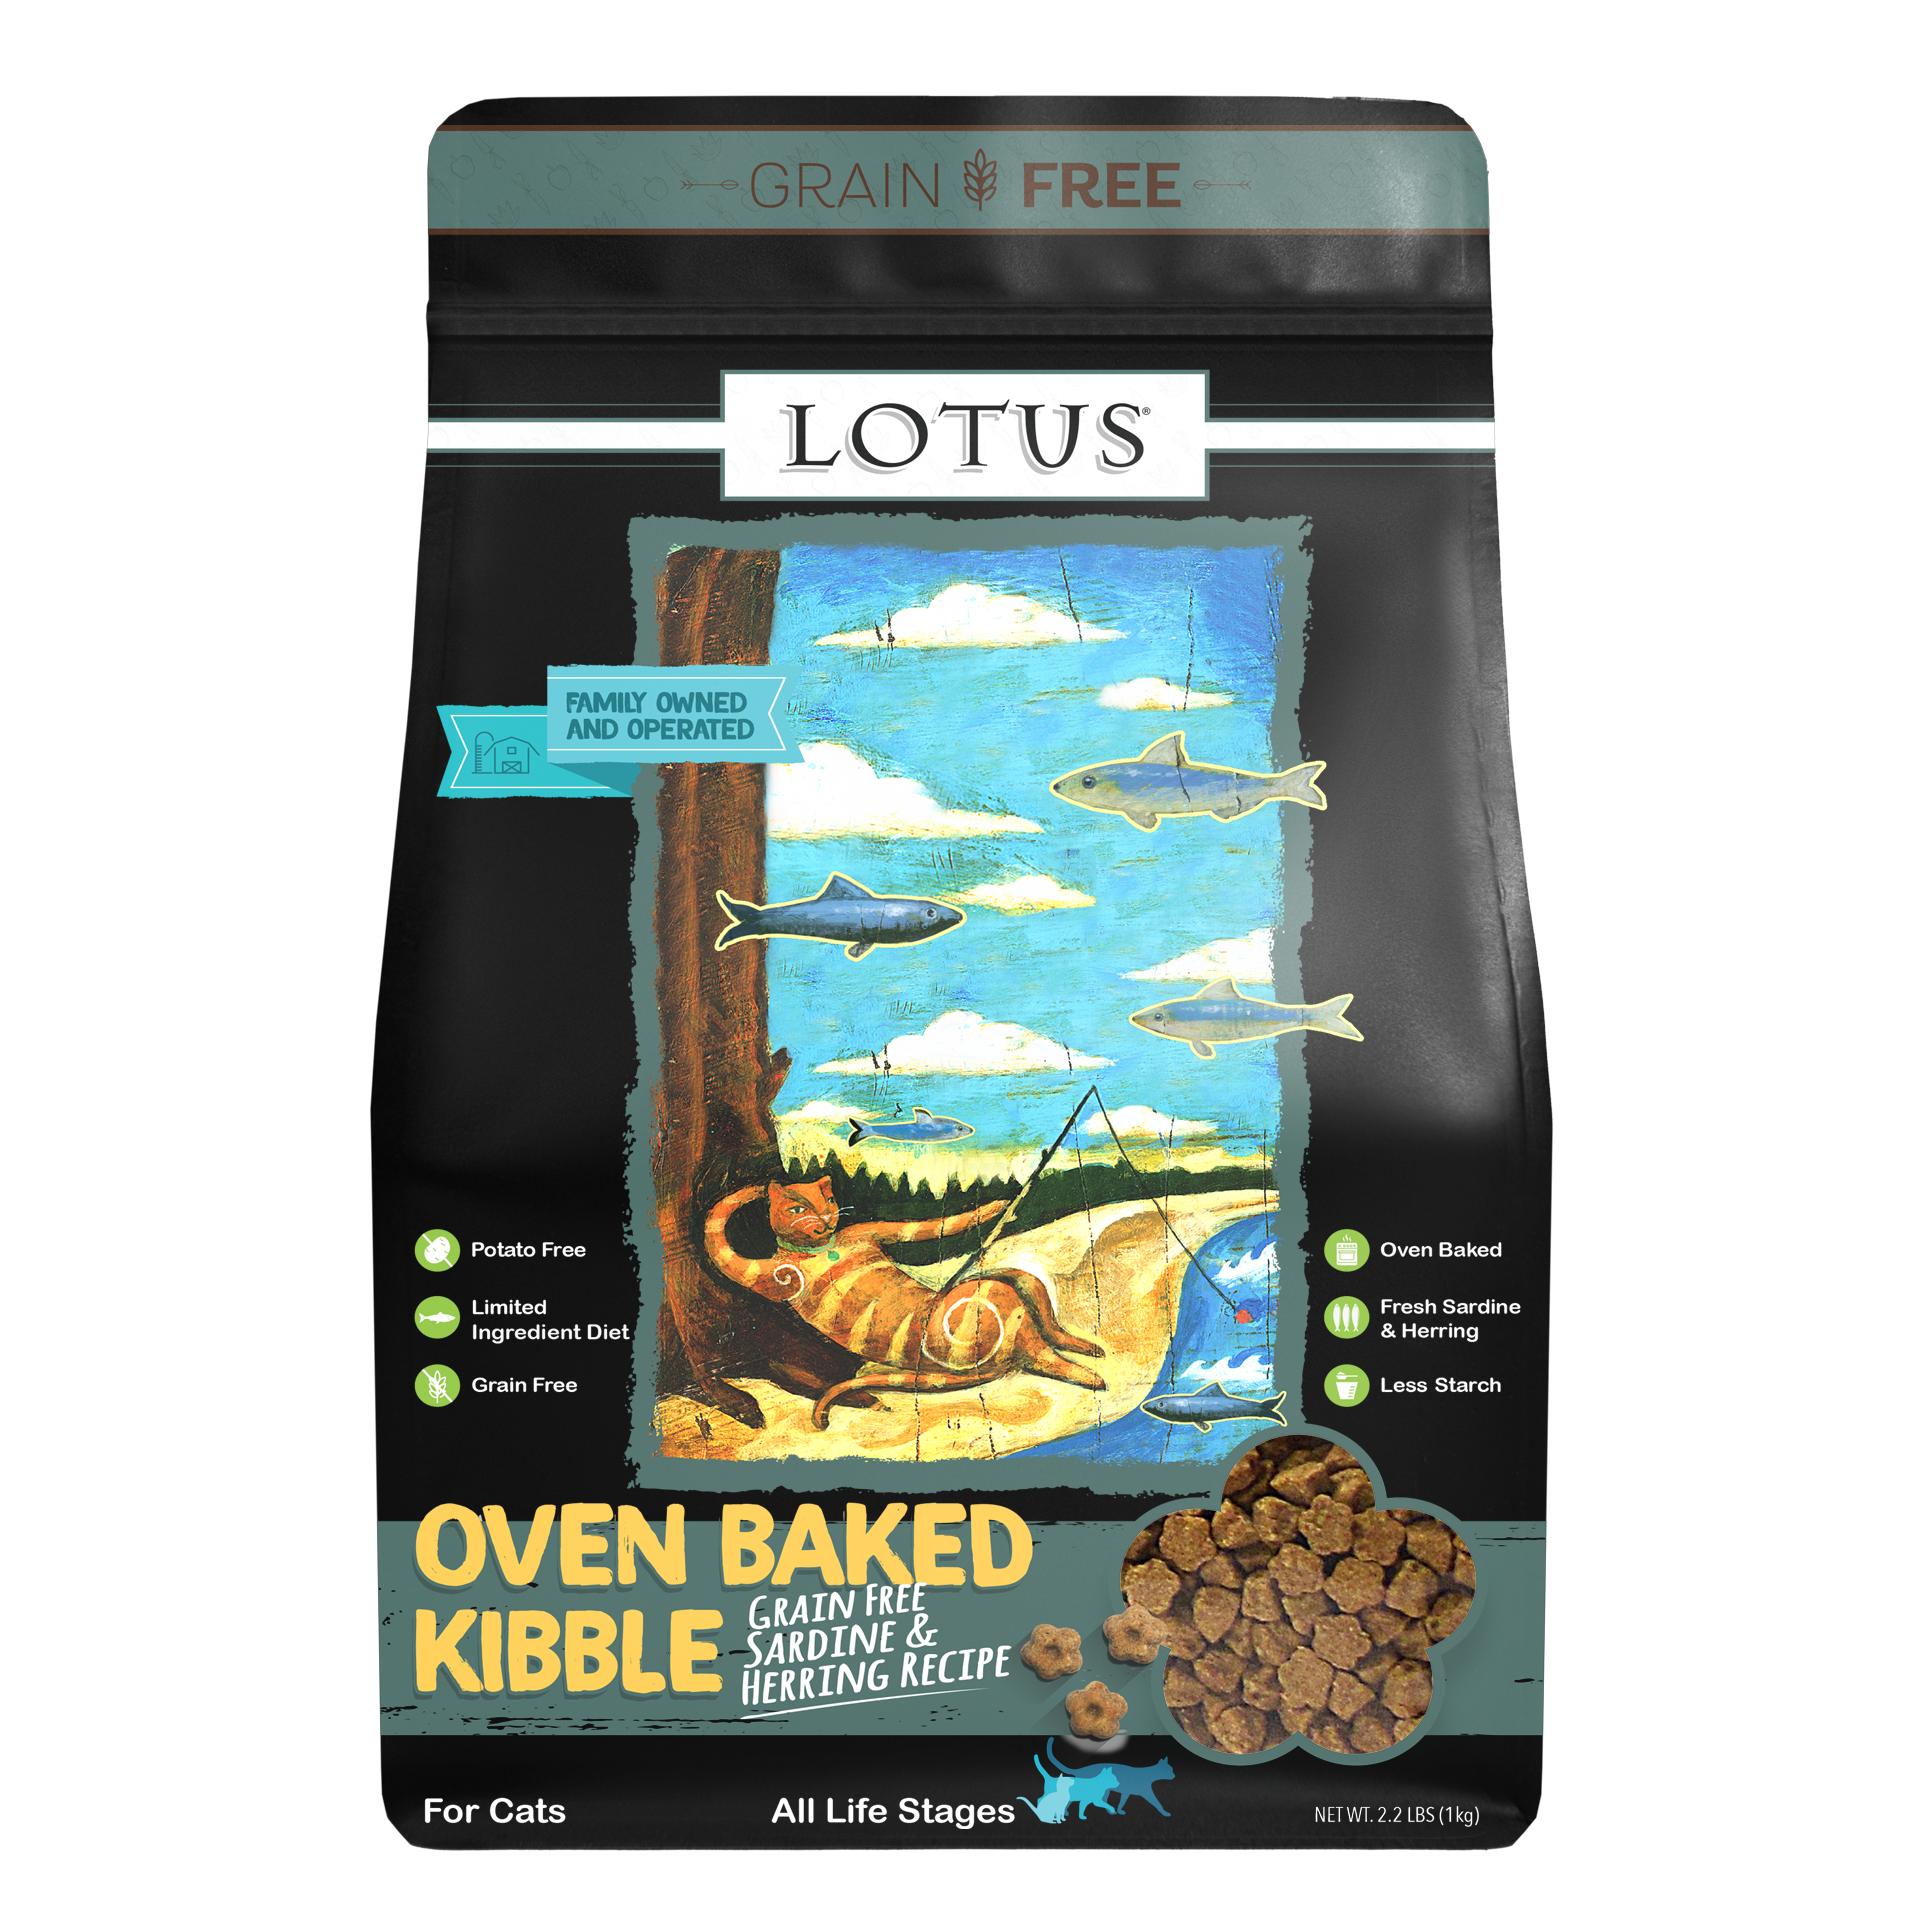 GRAIN FREE
LOTUS®
FAMILY OWNED
AND OPERATED
Potato Free
Limited
Ingredient Diet
Grain Free
Oven Baked
Fresh Sardine
& Herring
Less Starch
OVEN BAKED
KIBBLE
GRAIN FREE
SARDINE &
HERRING RECIPE
For Cats
All Life Stages
NET WT. 2.2 LBS (1kg)